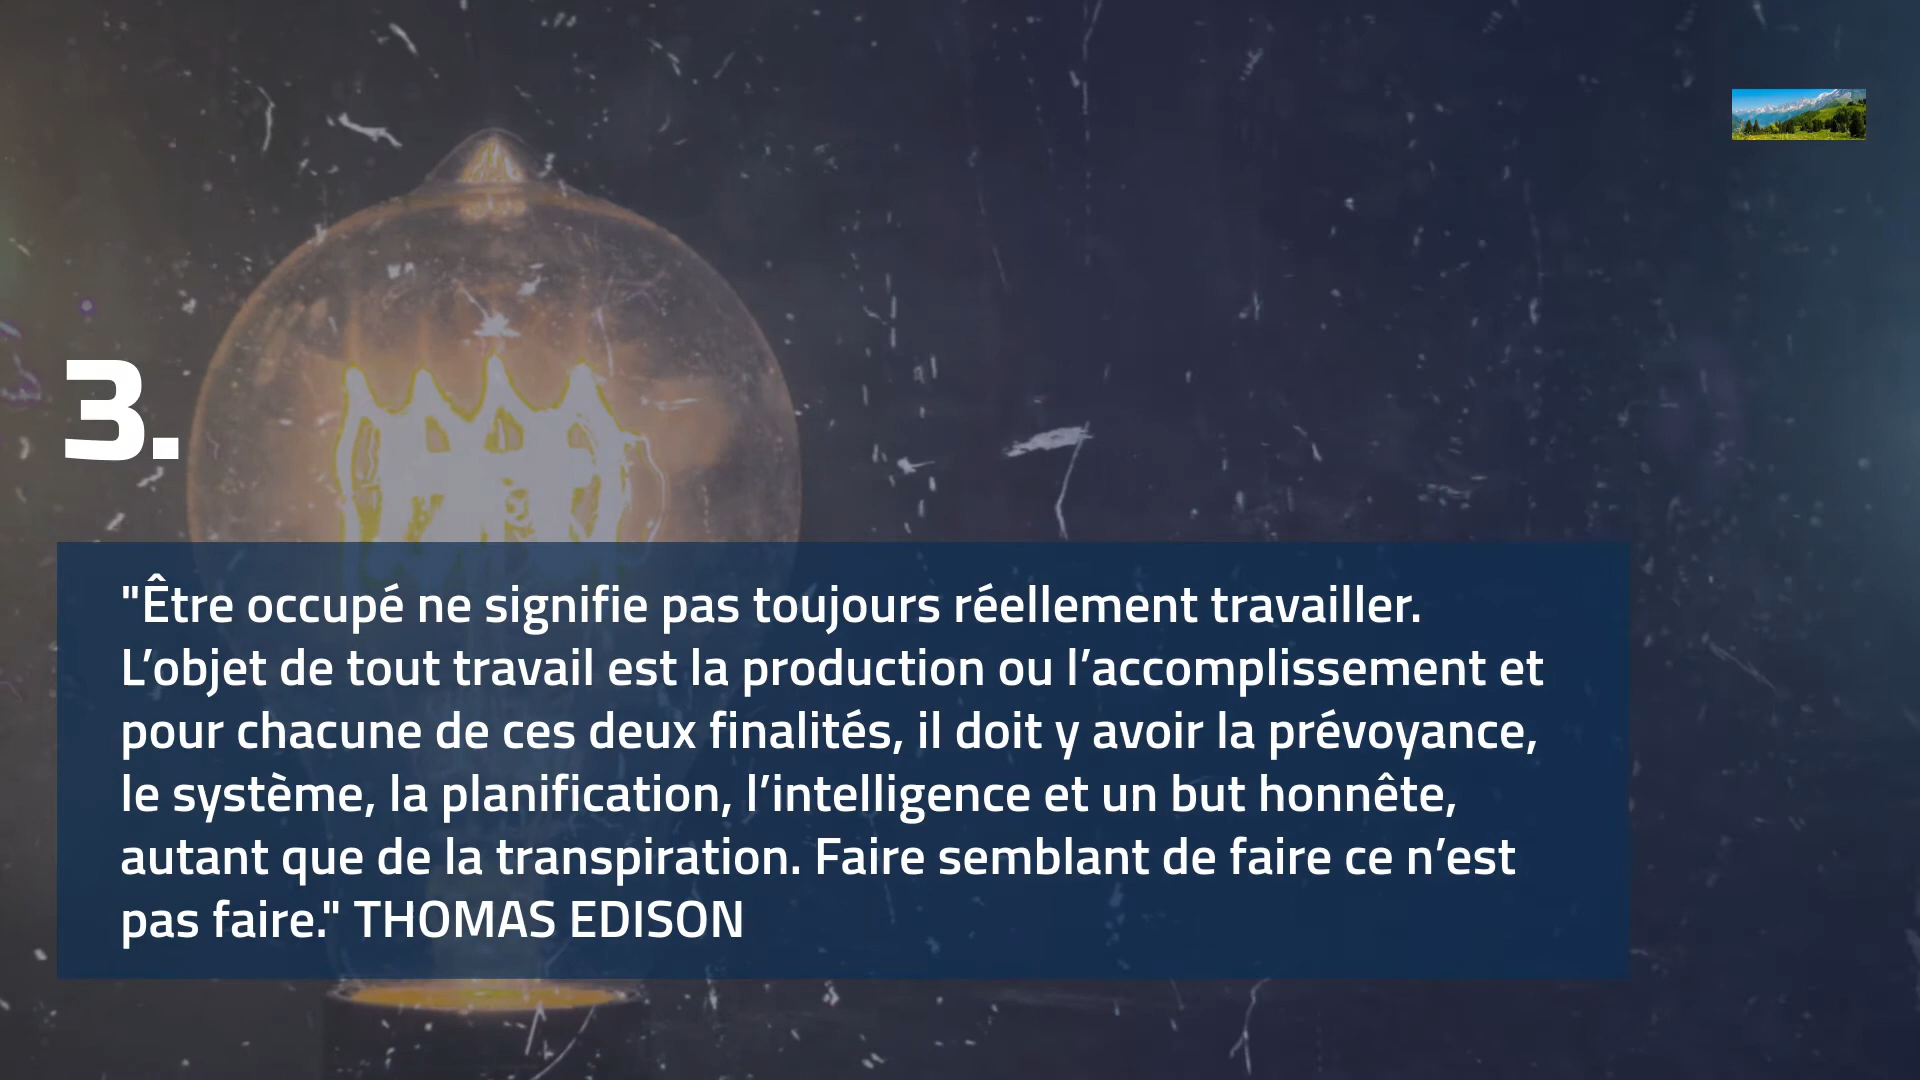 3.
"Être occupé ne signifie pas toujours réellement travailler.
L’objet de tout travail est la production ou l’accomplissement et
pour chacune de ces deux finalités, il doit y avoir la prévoyance,
le système, la planification, l’intelligence et un but honnête,
autant que de la transpiration. Faire semblant de faire ce n’est
pas faire." THOMAS EDISON